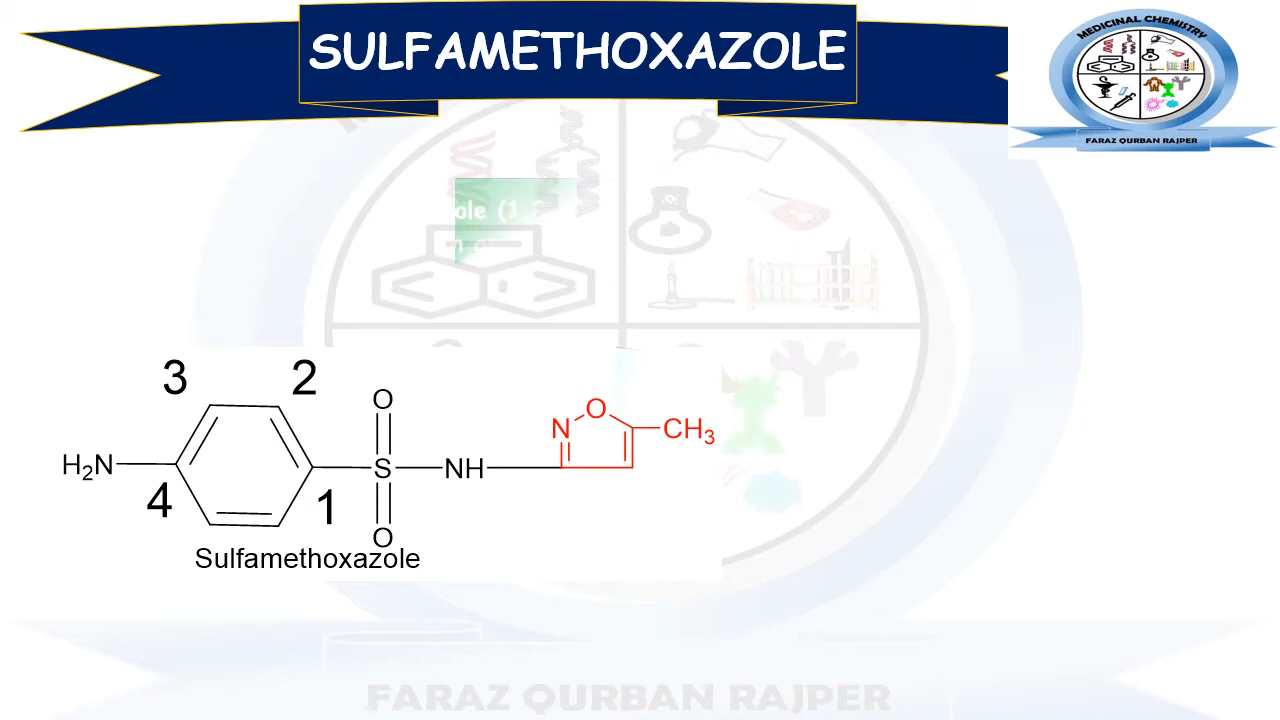 SULFAMETHOXAZOLE
MEDICINAL CHEMISTRY
FARAZ QURBAN RAJPER
3
2
O
N
O
CH3
H2N
S
NH
4
1
O
Sulfamethoxazole
FARAZ QURBAN RAJPER